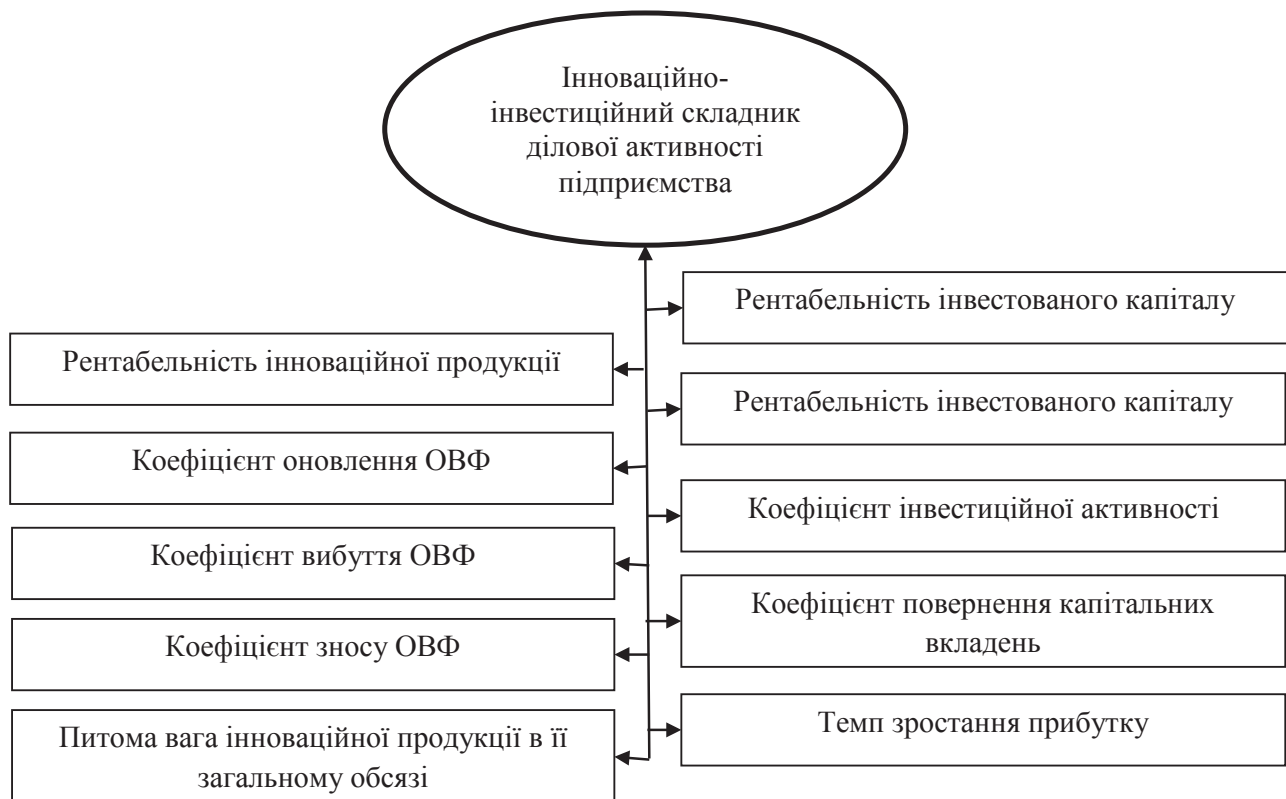 Інноваційно-
інвестиційний складник
ділової активності
підприємства
Рентабельність інвестованого капіталу
Рентабельність інноваційної продукції
Рентабельність інвестованого капіталу
Коефіцієнт оновлення ОВФ
Коефіцієнт інвестиційної активності
Коефіцієнт вибуття ОВФ
Коефіцієнт повернення капітальних
вкладень
Коефіцієнт зносу ОВФ
Темп зростання прибутку
Питома вага інноваційної продукції в її
загальному обсязі